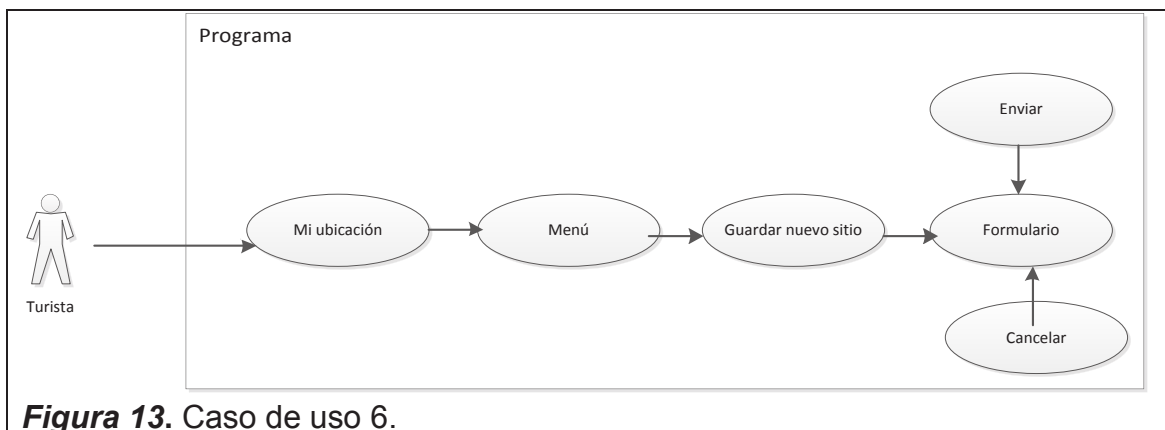 Programa
Enviar
Mi ubicación
Menú
Guardar nuevo sitio
Formulario
Turista
Cancelar
Figura 13. Caso de uso 6.